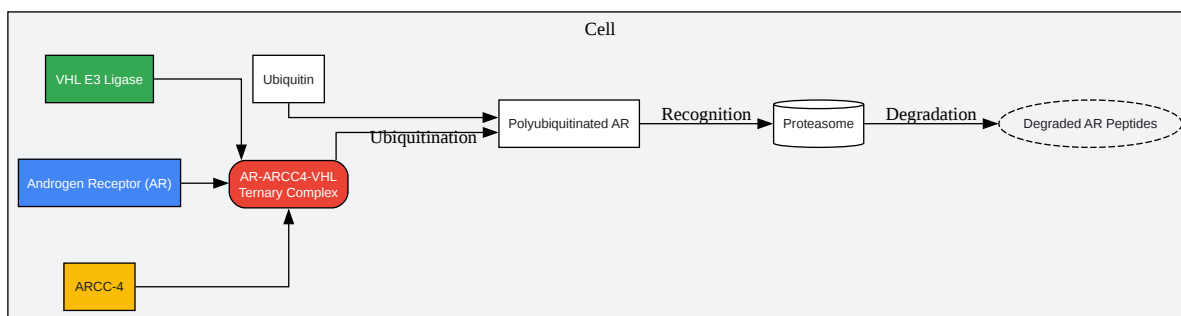 Cell
VHL E3 Ligase
Ubiquitin
Polyubiquitinated AR
Recognition
Proteasome
Degradation
Degraded AR Peptides
Ubiquitination
Androgen Receptor (AR)
AR-ARCC4-VHL
Ternary Complex
ARCC-4